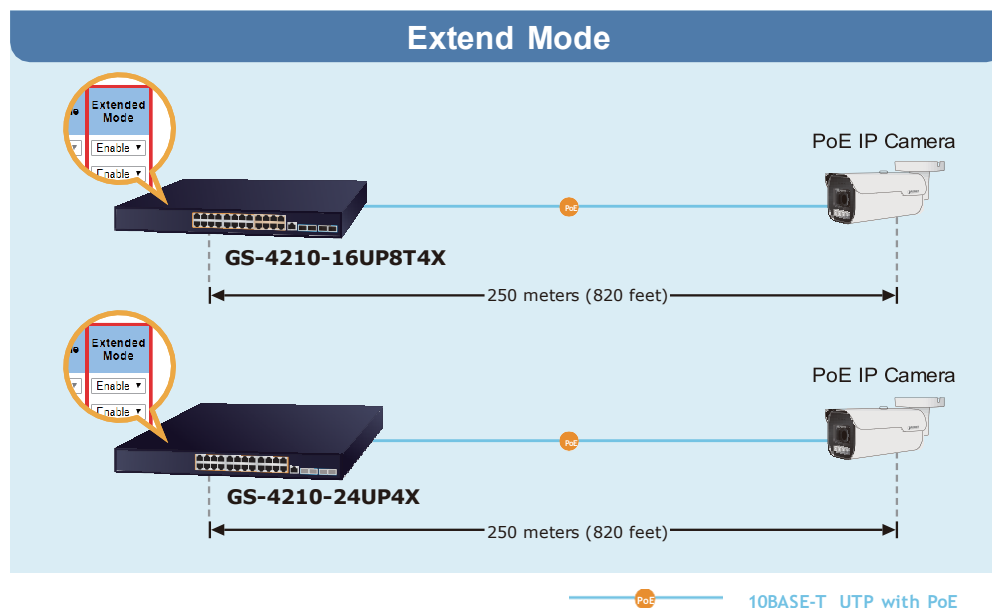 Extend Mode
Extended
Mode
Enable
Enable
PoE IP Camera
PoE
GS-4210-16UP8T4X
250 meters (820 feet)
Extended
Mode
Enable
Enable
PoE IP Camera
PoE
GS-4210-24UP4X
250 meters (820 feet)
PoE
10BASE-T UTP with PoE